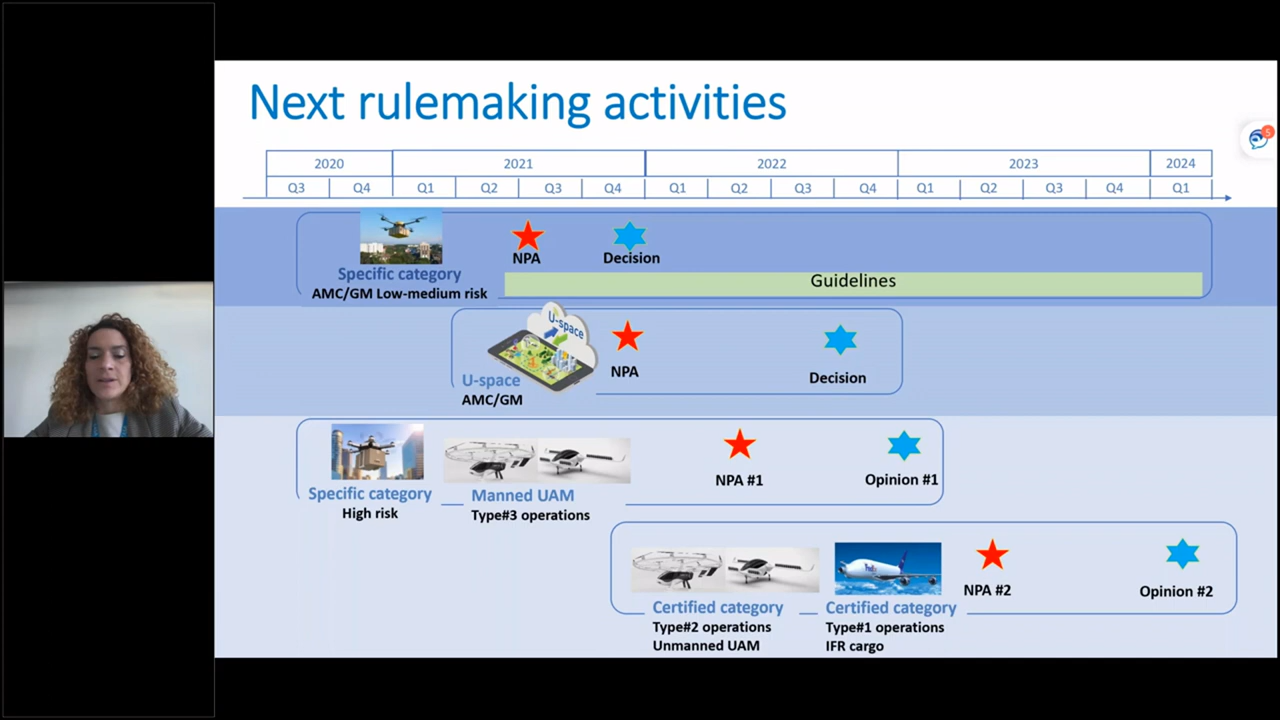 Next rulemaking activities
5
2020 2021 2022 2023 2024
Q3 Q4 Q1 Q2 Q3 Q4 Q1 Q2 Q3 Q4 Q1 Q2 Q3 Q4 Q1
NPA Decision
Specific category
AMC/GM Low-medium risk
Guidelines
U-space
U-space
AMC/GM
NPA
Decision
Specific category
High risk
Manned UAM
Type#3 operations
NPA #1
Opinion #1
Certified category
Type#2 operations
Unmanned UAM
FedEx
Certified category
Type#1 operations
IFR cargo
NPA #2
Opinion #2